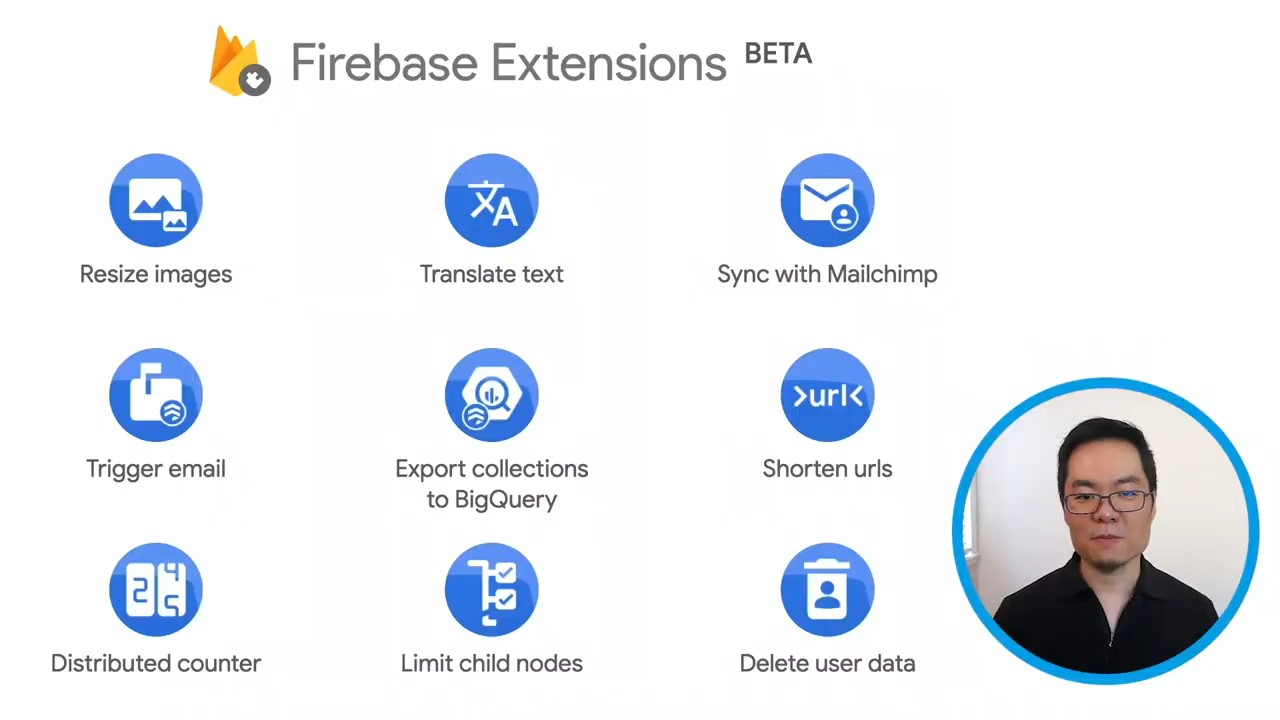 Firebase Extensions BETA
Resize images
Translate text
Sync with Mailchimp
Trigger email
Export collections
to BigQuery
>url<
Shorten urls
Distributed counter
Limit child nodes
Delete user data